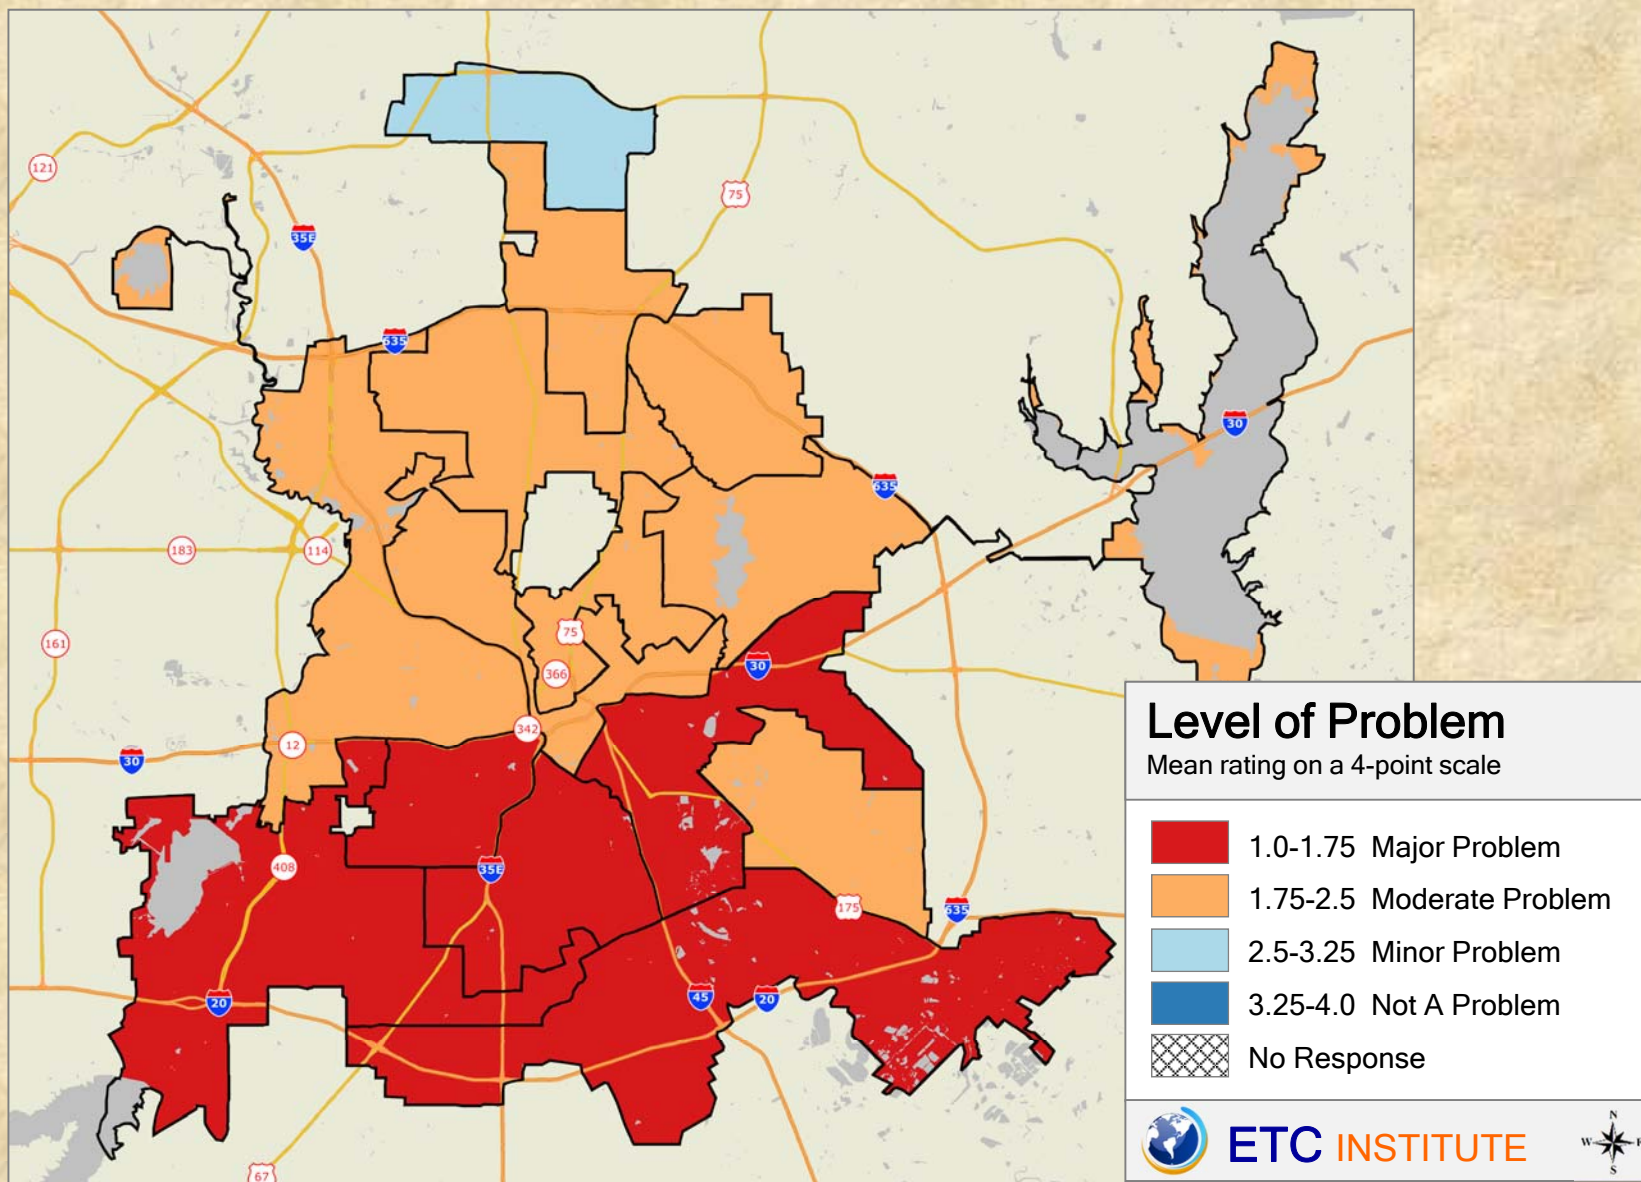 121
75
35E
635
30
635
183
114
161
75
366
30
342
12
30
408
35E
175
635
20
45
20
67
Level of Problem
Mean rating on a 4-point scale
1.0-1.75 Major Problem
1.75-2.5 Moderate Problem
2.5-3.25 Minor Problem
3.25-4.0 Not A Problem
No Response
ETC INSTITUTE
N
W
S